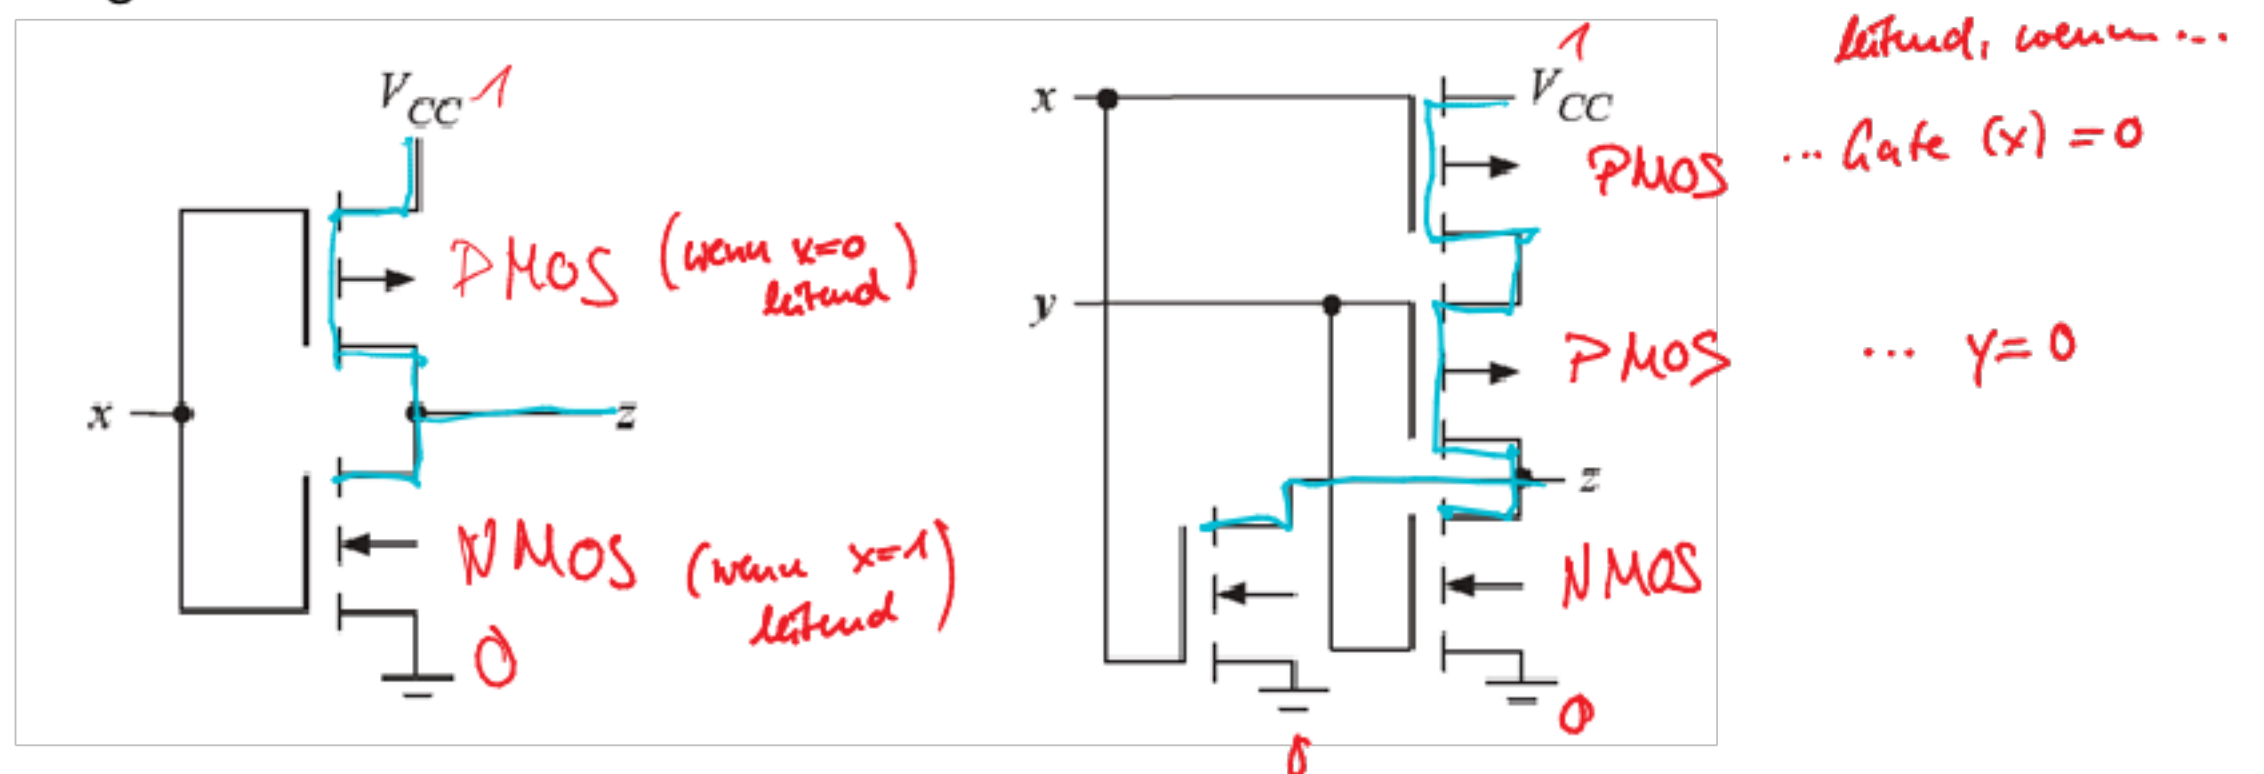 V_CC 1
PMOS (wenn x=0
leitend)
x
z
NMOS (wenn x=1
leitend)
0
1
leitend, wenn...
x
V_CC
PMOS
... Gate (x) = 0
y
PMOS
... y = 0
z
NMOS
0
0